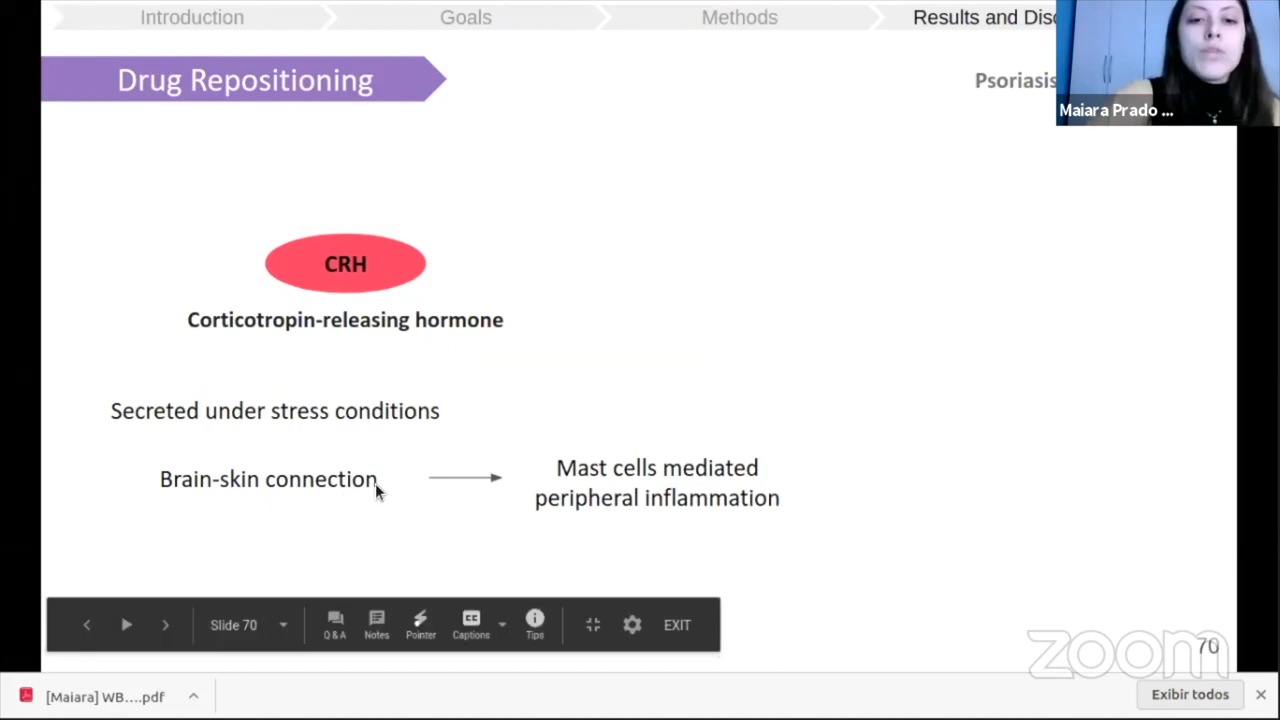 Introduction
Goals
Methods
Results and Disc
Drug Repositioning
Psoriasis
Maiara Prado ...
CRH
Corticotropin-releasing hormone
Secreted under stress conditions
Brain-skin connection
Mast cells mediated
peripheral inflammation
Slide 70
Q & A
Notes
Pointer
CC
Captions
Tips
EXIT
70
zoom
[Maiara] WB....pdf
Exibir todos